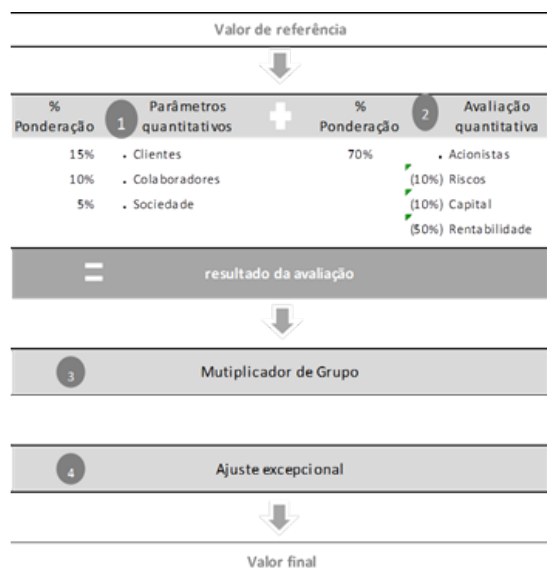 Valor de referência
% Ponderação
1
Parâmetros quantitativos
% Ponderação
2
Avaliação quantitativa
15% . Clientes
10% . Colaboradores
5% . Sociedade
70% . Acionistas
(10%) Riscos
(10%) Capital
(50%) Rentabilidade
= resultado da avaliação
3 Mutiplicador de Grupo
4 Ajuste excepcional
Valor final